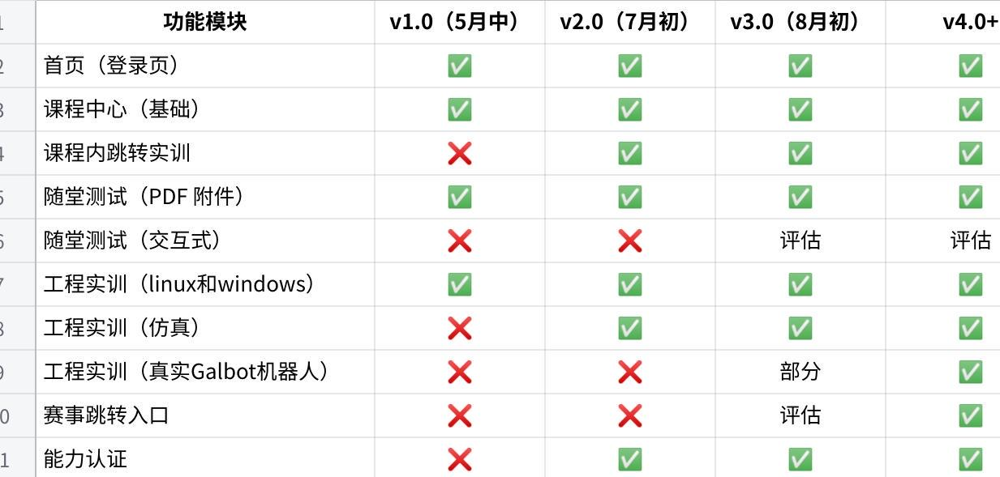 1 功能模块 v1.0（5月中） v2.0（7月初） v3.0（8月初） v4.0+
2 首页（登录页） ✅ ✅ ✅ ✅
3 课程中心（基础） ✅ ✅ ✅ ✅
4 课程内跳转实训 ❌ ✅ ✅ ✅
5 随堂测试（PDF 附件） ✅ ✅ ✅ ✅
6 随堂测试（交互式） ❌ ❌ 评估 评估
7 工程实训（linux和windows） ✅ ✅ ✅ ✅
8 工程实训（仿真） ❌ ✅ ✅ ✅
9 工程实训（真实Galbot机器人） ❌ ❌ 部分 ✅
0 赛事跳转入口 ❌ ❌ 评估 ✅
1 能力认证 ❌ ✅ ✅ ✅